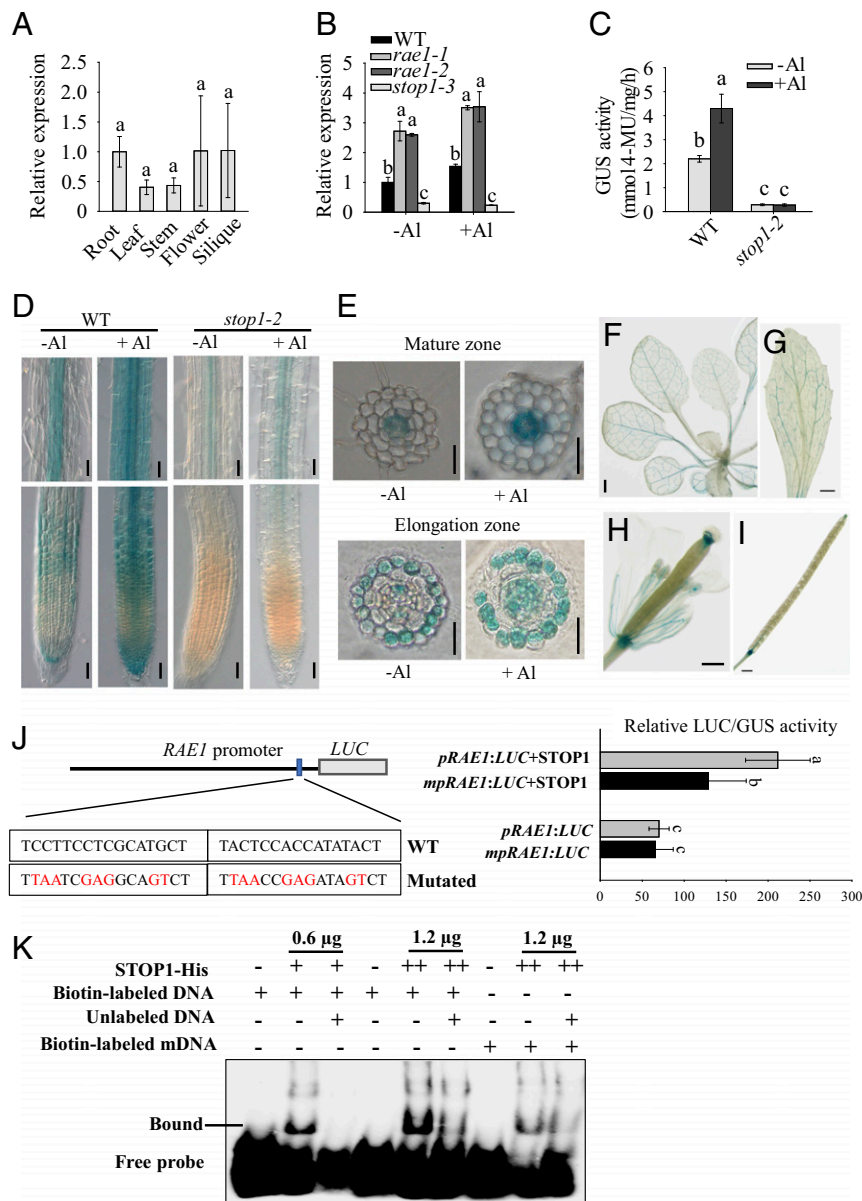 A
Relative expression
2.5
2.0
1.5
1.0
0.5
0
a
a
a
a
a
Root
Leaf
Stem
Flower
Silique
B
WT
rae1-1
rae1-2
stop1-3
Relative expression
5
4
3
2
1
0
b
a
a
c
b
a
a
c
-Al
+Al
C
-Al
+Al
GUS activity
(mmol4-MU/mg/h)
6
5
4
3
2
1
0
b
a
c
c
WT
stop1-2
D
WT
stop1-2
-Al
+ Al
-Al
+ Al
E
Mature zone
-Al
+ Al
Elongation zone
-Al
+ Al
F
G
H
I
J
RAE1 promoter
LUC
TCCTTCCTCGCATGCT
TACTCCACCATATACT
WT
TTAATCGAGGCAGTCT
TTAACCGAGATAGTCT
Mutated
Relative LUC/GUS activity
pRAE1:LUC+STOP1
a
mpRAE1:LUC+STOP1
b
pRAE1:LUC
c
mpRAE1:LUC
c
0 50 100 150 200 250 300
K
0.6 µg 1.2 µg 1.2 µg
STOP1-His - + + - ++ ++ - ++ ++
Biotin-labeled DNA + + + + + + - - -
Unlabeled DNA - - + - - + - - +
Biotin-labeled mDNA - - - - - - + + +
Bound
Free probe